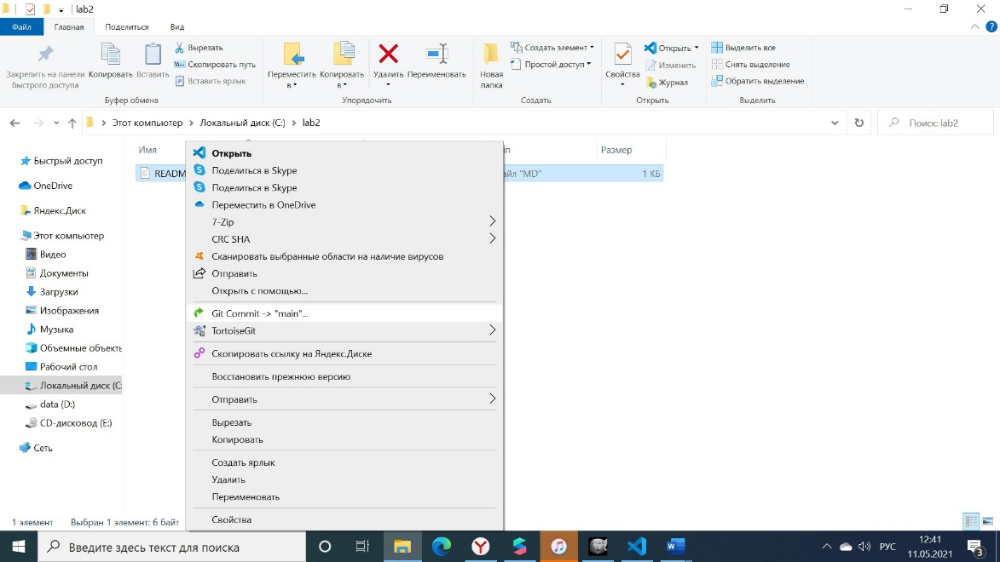 lab2
Файл Главная Поделиться Вид
Закрепить на панели быстрого доступа
Копировать
Вставить
Вырезать
Скопировать путь
Вставить ярлык
Буфер обмена
Переместить в
Копировать в
Удалить
Переименовать
Упорядочить
Новая папка
Создать элемент
Простой доступ
Создать
Свойства
Открыть
Изменить
Журнал
Открыть
Выделить все
Снять выделение
Обратить выделение
Выделить
Этот компьютер > Локальный диск (C:) > lab2
Поиск: lab2
Имя Размер
READM айл "MD" 1 КБ
Быстрый доступ
OneDrive
Яндекс.Диск
Этот компьютер
Видео
Документы
Загрузки
Изображения
Музыка
Объемные объекты
Рабочий стол
Локальный диск (C:
data (D:)
CD-дисковод (E:)
Сеть
Открыть
Поделиться в Skype
Поделиться в Skype
Переместить в OneDrive
7-Zip
CRC SHA
Сканировать выбранные области на наличие вирусов
Отправить
Открыть с помощью...
Git Commit -> "main"...
TortoiseGit
Скопировать ссылку на Яндекс.Диске
Восстановить прежнюю версию
Отправить
Вырезать
Копировать
Создать ярлык
Удалить
Переименовать
Свойства
1 элемент Выбран 1 элемент: 6 байт
Введите здесь текст для поиска
РУС
12:41
11.05.2021
3